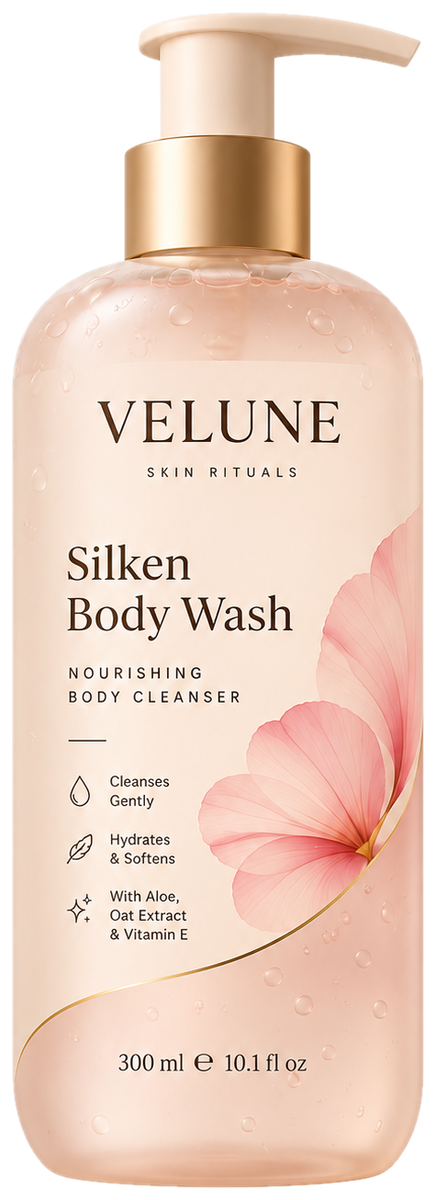 VELUNE
SKIN RITUALS
Silken
Body Wash
NOURISHING
BODY CLEANSER
Cleanses
Gently
Hydrates
& Softens
With Aloe,
Oat Extract
& Vitamin E
300 ml ℮ 10.1 fl oz